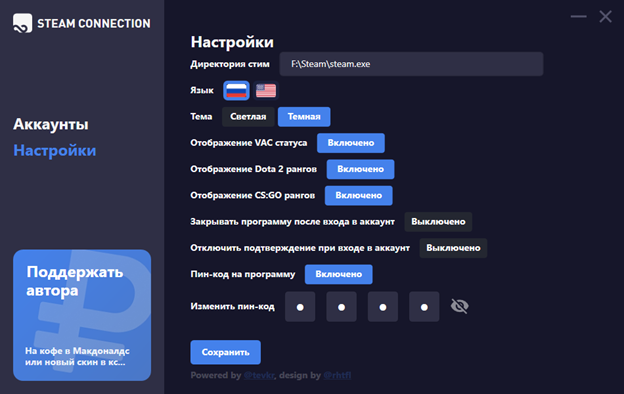 STEAM CONNECTION
Настройки
Директория стим F:\Steam\steam.exe
Язык
Аккаунты
Настройки
Тема Светлая Темная
Отображение VAC статуса Включено
Отображение Dota 2 рангов Включено
Отображение CS:GO рангов Включено
Закрывать программу после входа в аккаунт Выключено
Отключить подтверждение при входе в аккаунт Выключено
Пин-код на программу Включено
Изменить пин-код
Поддержать
автора
На кофе в Макдоналдс
или новый скин в кс...
Сохранить
Powered by design by